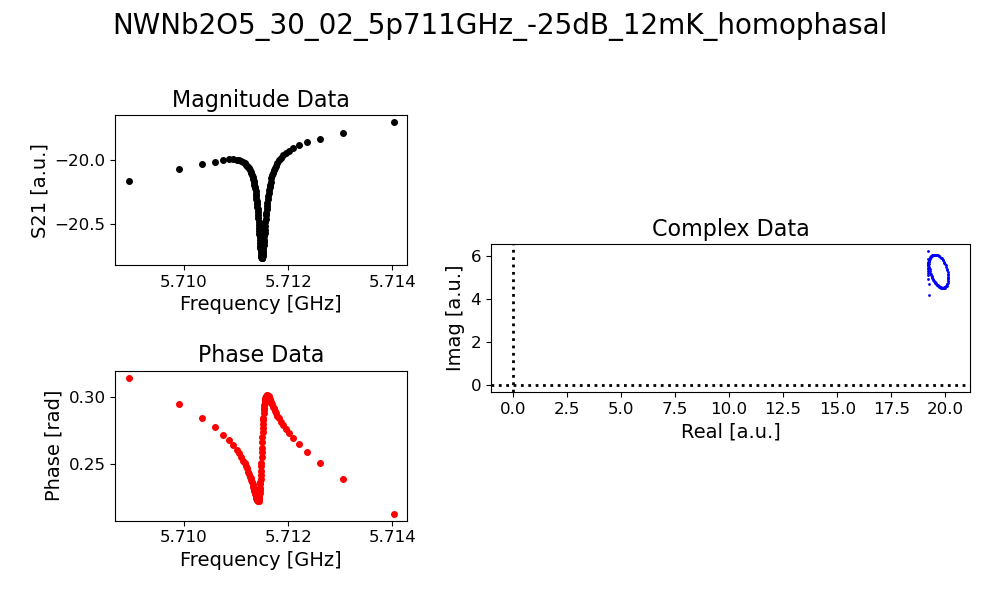 NWNb2O5_30_02_5p711GHz_-25dB_12mK_homophasal
Magnitude Data
S21 [a.u.]
−20.0
−20.5
5.710 5.712 5.714
Frequency [GHz]
Phase Data
Phase [rad]
0.30
0.25
5.710 5.712 5.714
Frequency [GHz]
Complex Data
Imag [a.u.]
6
4
2
0
0.0 2.5 5.0 7.5 10.0 12.5 15.0 17.5 20.0
Real [a.u.]